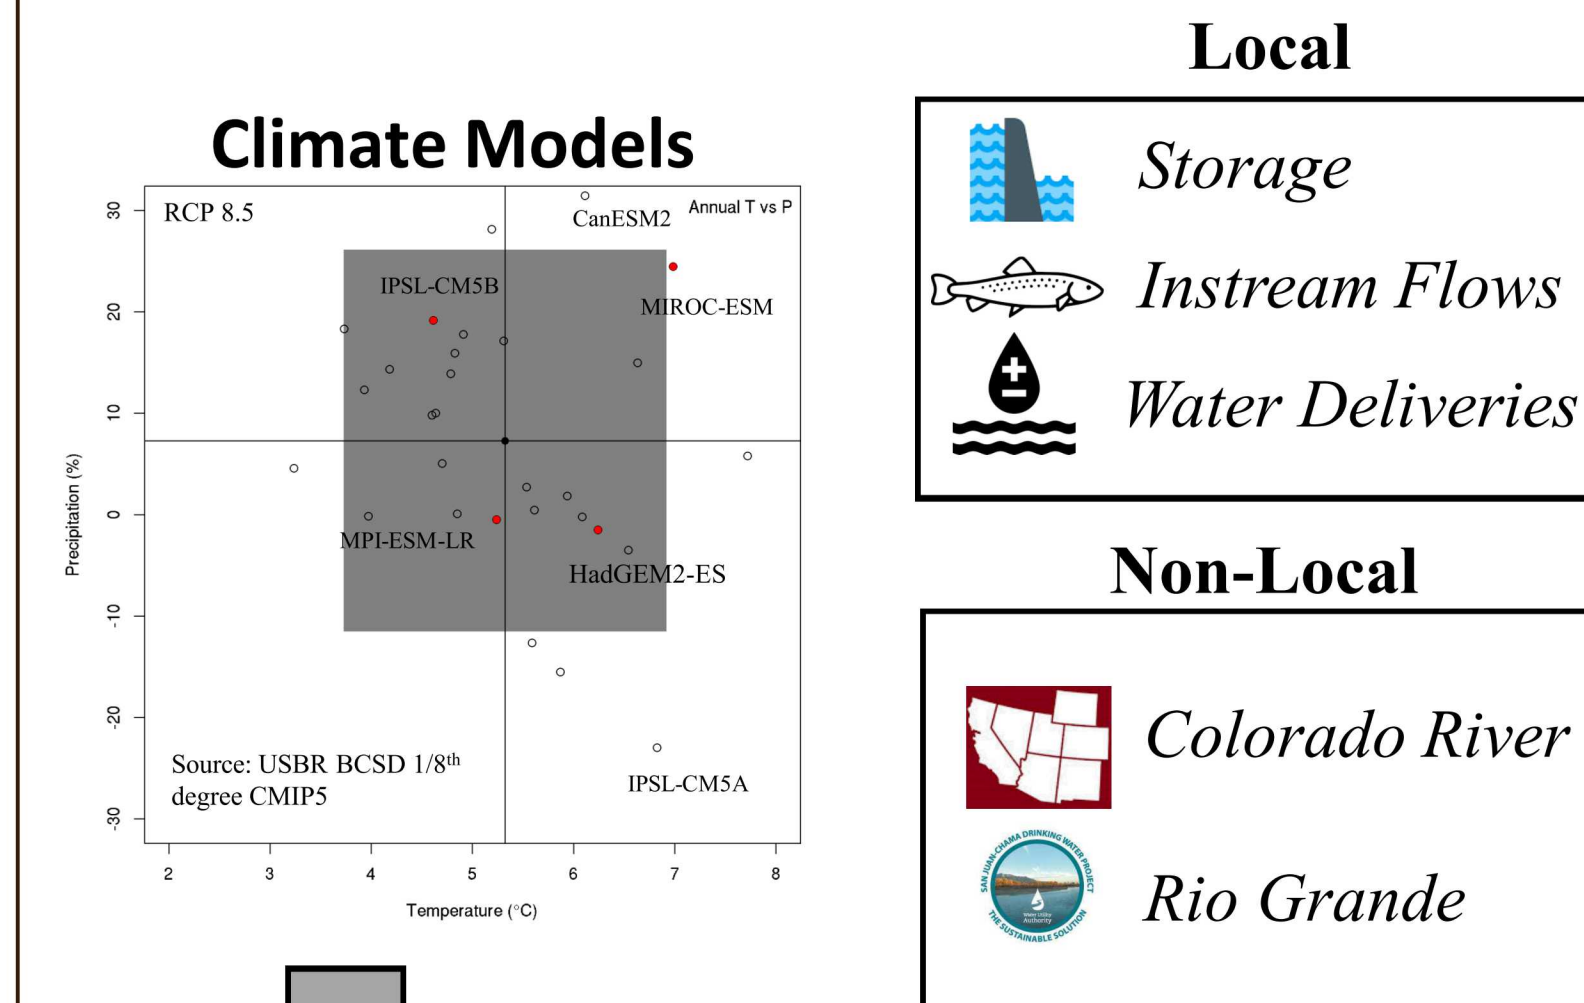 Climate Models
RCP 8.5
Annual T vs P
CanESM2
IPSL-CM5B
MIROC-ESM
MPI-ESM-LR
HadGEM2-ES
IPSL-CM5A
Source: USBR BCSD 1/8th
degree CMIP5
Precipitation (%)
30
20
10
0
-10
-20
-30
2 3 4 5 6 7 8
Temperature (°C)
Local
Storage
Instream Flows
Water Deliveries
Non-Local
Colorado River
SAN JUAN-CHAMA DRINKING WATER PROJECT
Water Utility
Authority
THE SUSTAINABLE SOLUTION
Rio Grande